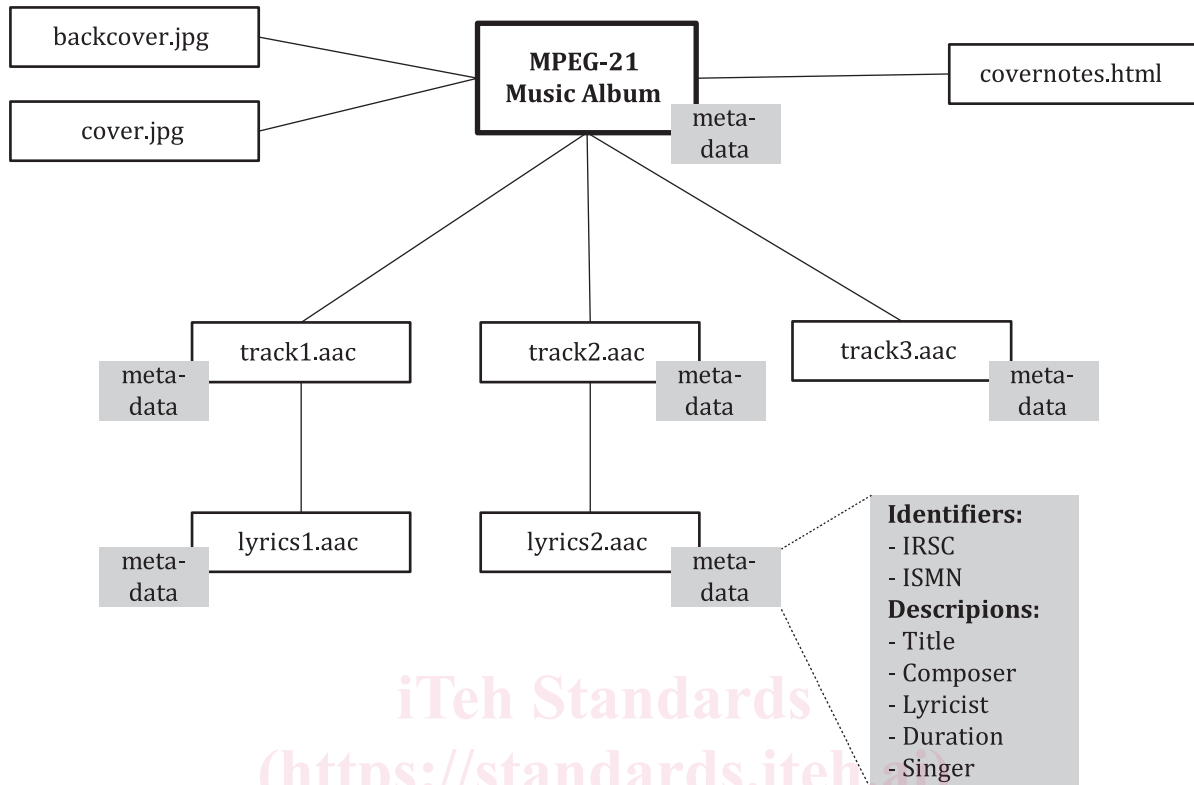 backcover.jpg
MPEG-21
Music Album
covernotes.html
cover.jpg
meta-
data
track1.aac
track2.aac
track3.aac
meta-
data
meta-
data
meta-
data
lyrics1.aac
lyrics2.aac
meta-
data
meta-
data
Identifiers:
- IRSC
- ISMN
Descripions:
- Title
- Composer
- Lyricist
- Duration
- Singer
iTeh Standards
(https://standards.iteh.ai)